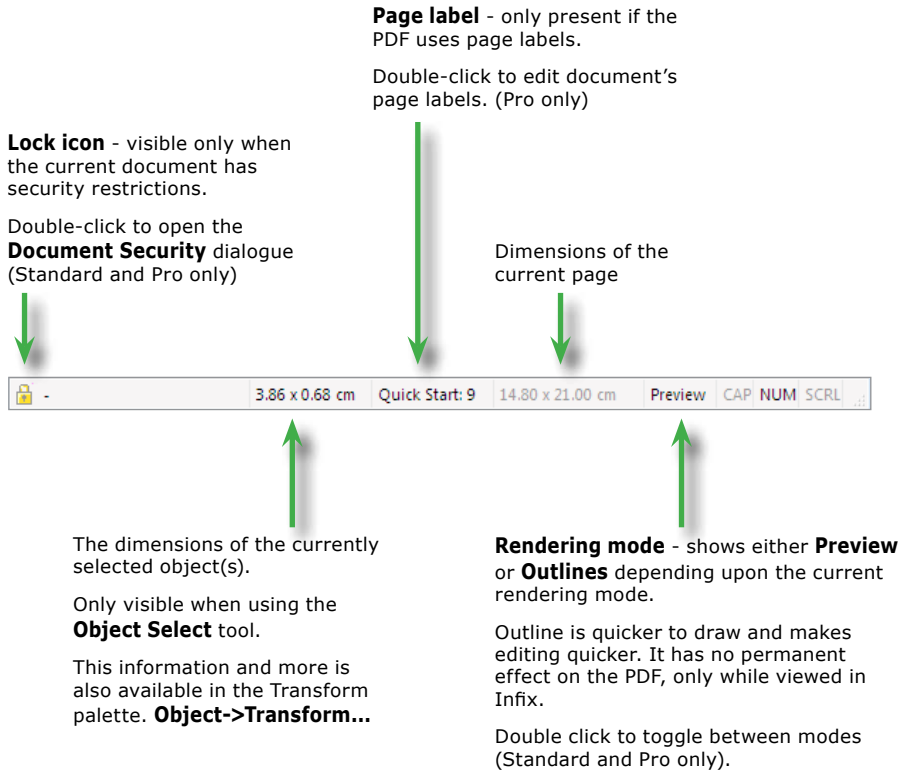 Page label - only present if the
PDF uses page labels.
Double-click to edit document's
page labels. (Pro only)
Lock icon - visible only when
the current document has
security restrictions.
Double-click to open the
Document Security dialogue
(Standard and Pro only)
Dimensions of the
current page
- 3.86 x 0.68 cm Quick Start: 9 14.80 x 21.00 cm Preview CAP NUM SCRL
The dimensions of the currently
selected object(s).
Only visible when using the
Object Select tool.
This information and more is
also available in the Transform
palette. Object->Transform...
Rendering mode - shows either Preview
or Outlines depending upon the current
rendering mode.
Outline is quicker to draw and makes
editing quicker. It has no permanent
effect on the PDF, only while viewed in
Infix.
Double click to toggle between modes
(Standard and Pro only).